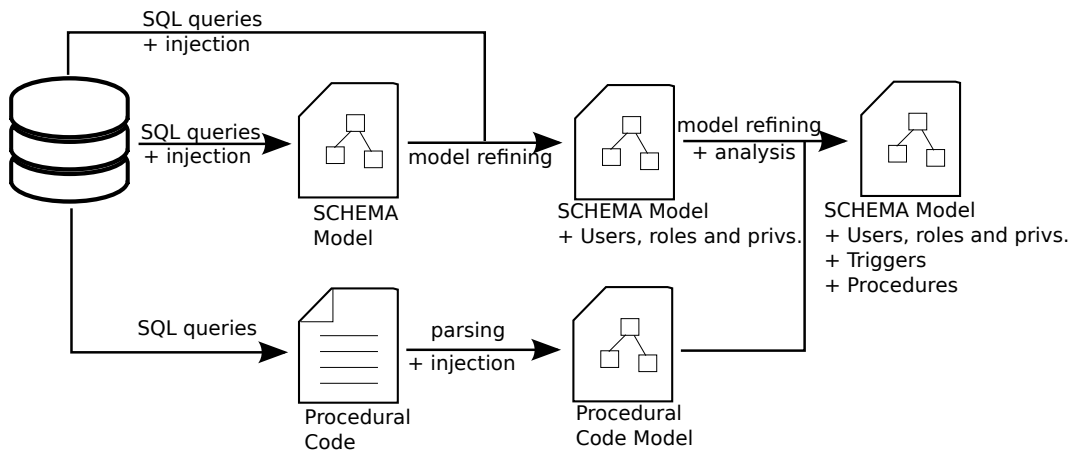 SQL queries
+ injection
SQL queries
+ injection
model refining
model refining
+ analysis
SCHEMA
Model
SCHEMA Model
+ Users, roles and privs.
SCHEMA Model
+ Users, roles and privs.
+ Triggers
+ Procedures
SQL queries
parsing
+ injection
Procedural
Code
Procedural
Code Model